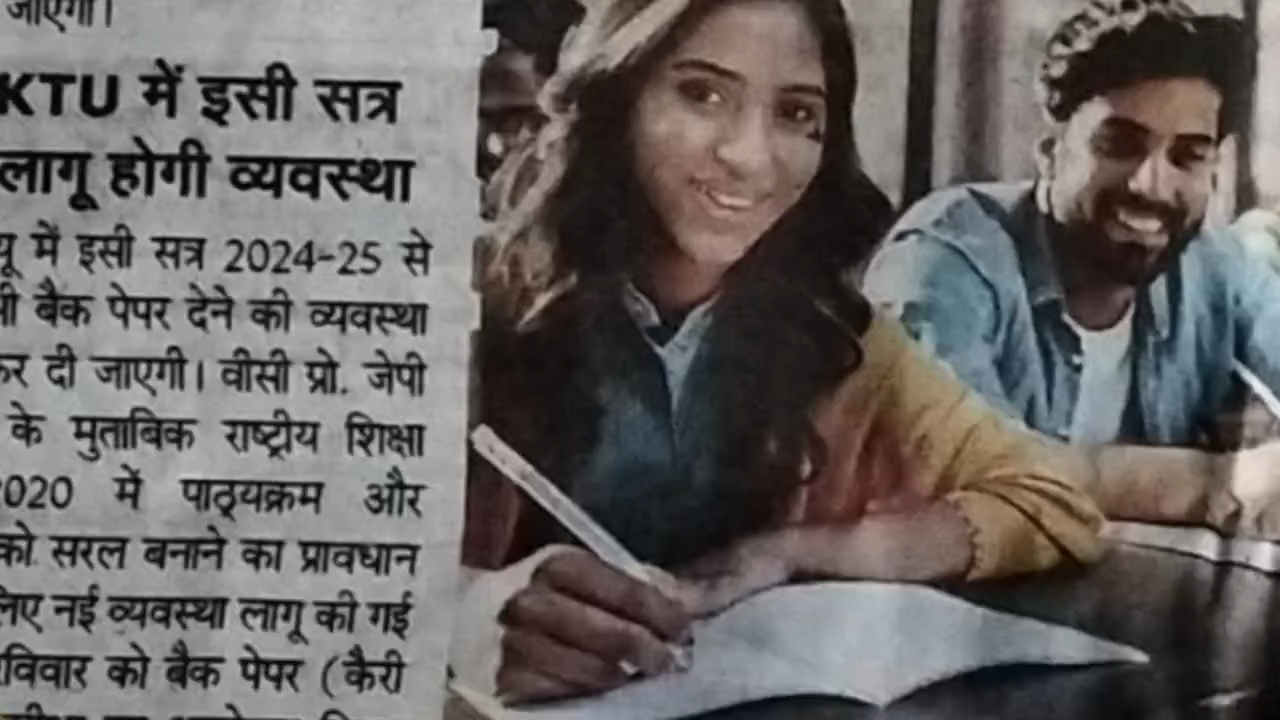 जाएगा।
KTU में इसी सत्र
लागू होगी व्यवस्था
में इसी सत्र 2024-25 से
बैक पेपर देने की व्यवस्था
दी जाएगी। वीसी प्रो. जेपी
के मुताबिक राष्ट्रीय शिक्षा
2020 में पाठ्यक्रम और
को सरल बनाने का प्रावधान
लिए नई व्यवस्था लागू की गई
रविवार को बैक पेपर (कैरी